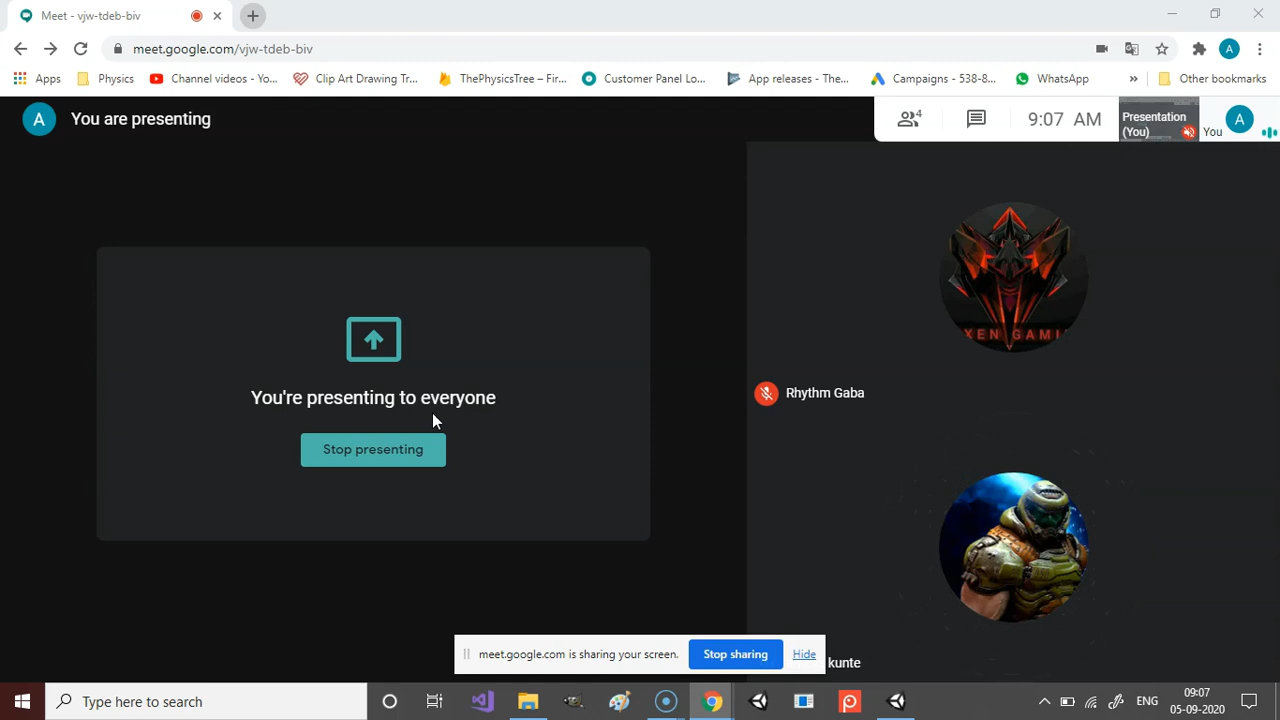 Meet - vjw-tdeb-biv
meet.google.com/vjw-tdeb-biv
A
Apps
Physics
Channel videos - Yo...
Clip Art Drawing Tr...
ThePhysicsTree – Fir...
Customer Panel Lo...
App releases - The...
Campaigns - 538-8...
WhatsApp
»
Other bookmarks
A
You are presenting
4
9:07 AM
Presentation
(You)
You
A
XEN GAMI
You're presenting to everyone
Stop presenting
Rhythm Gaba
meet.google.com is sharing your screen.
Stop sharing
Hide
kunte
Type here to search
ENG
09:07
05-09-2020